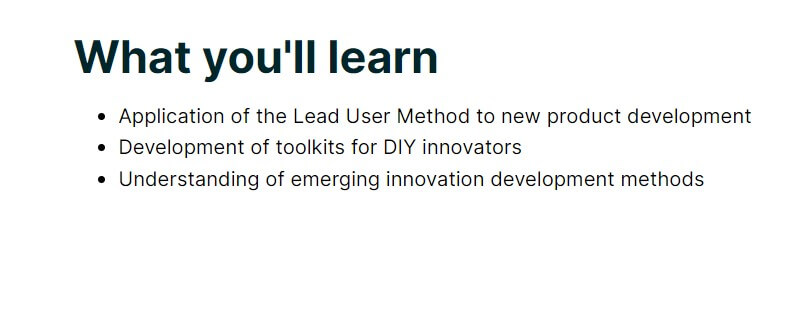 What you'll learn
• Application of the Lead User Method to new product development
• Development of toolkits for DIY innovators
• Understanding of emerging innovation development methods